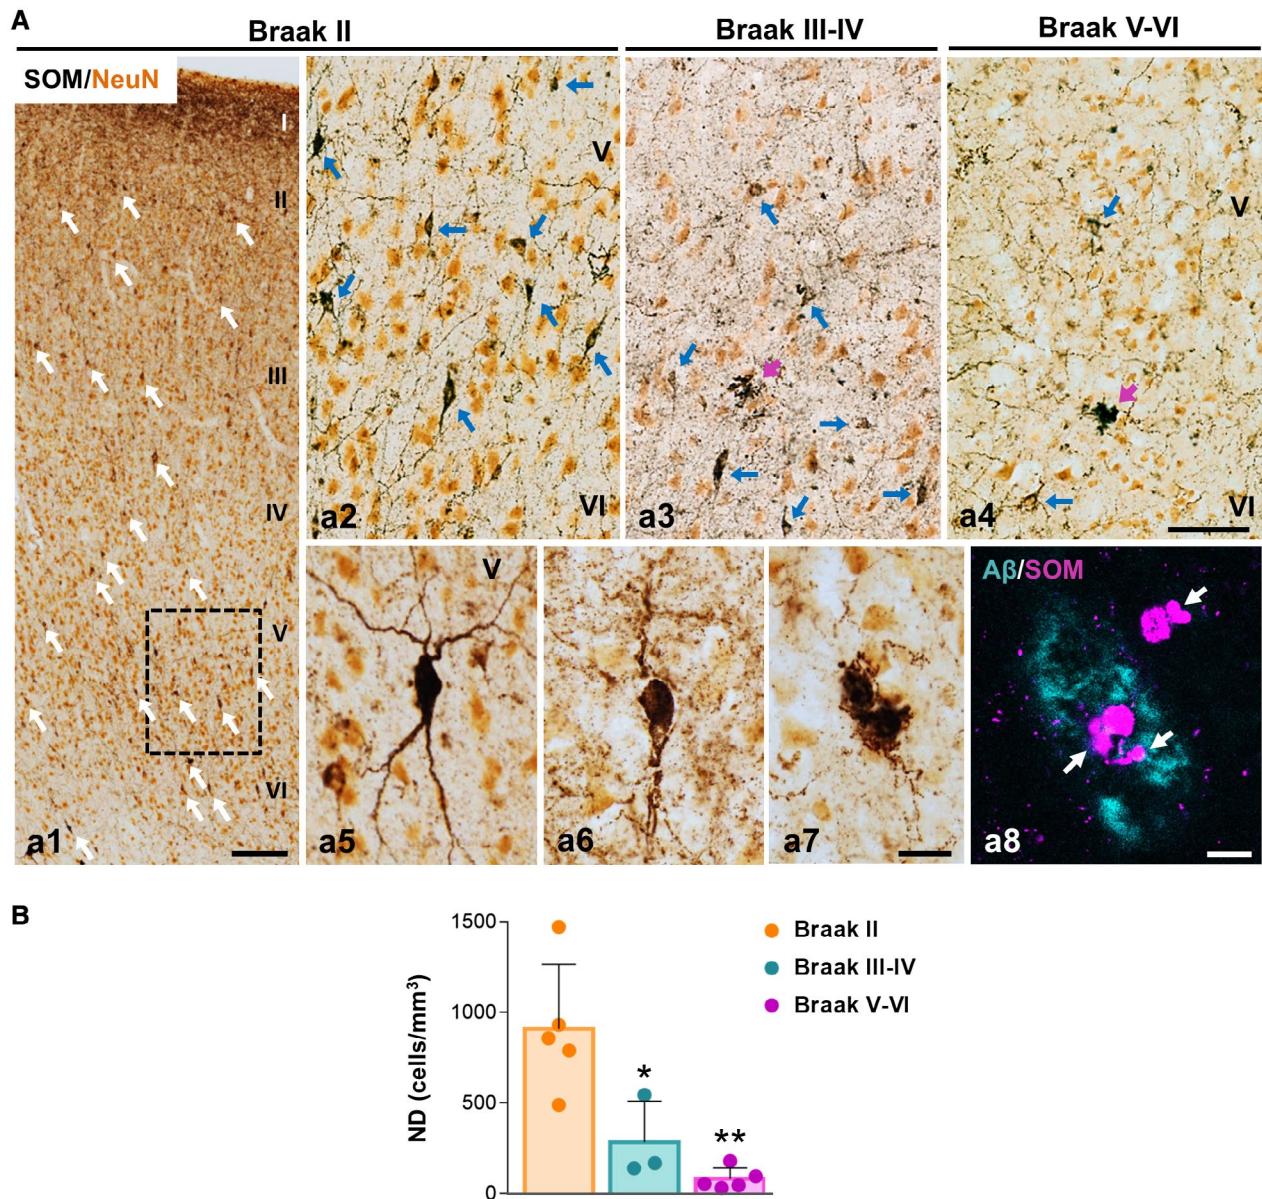 A
Braak II
Braak III-IV
Braak V-VI
SOM/NeuN
I
II
III
IV
V
VI
a1
V
VI
a2
a3
V
VI
a4
V
a5
a6
a7
Aβ/SOM
a8
B
ND (cells/mm³)
1500
1000
500
0
*
**
Braak II
Braak III-IV
Braak V-VI